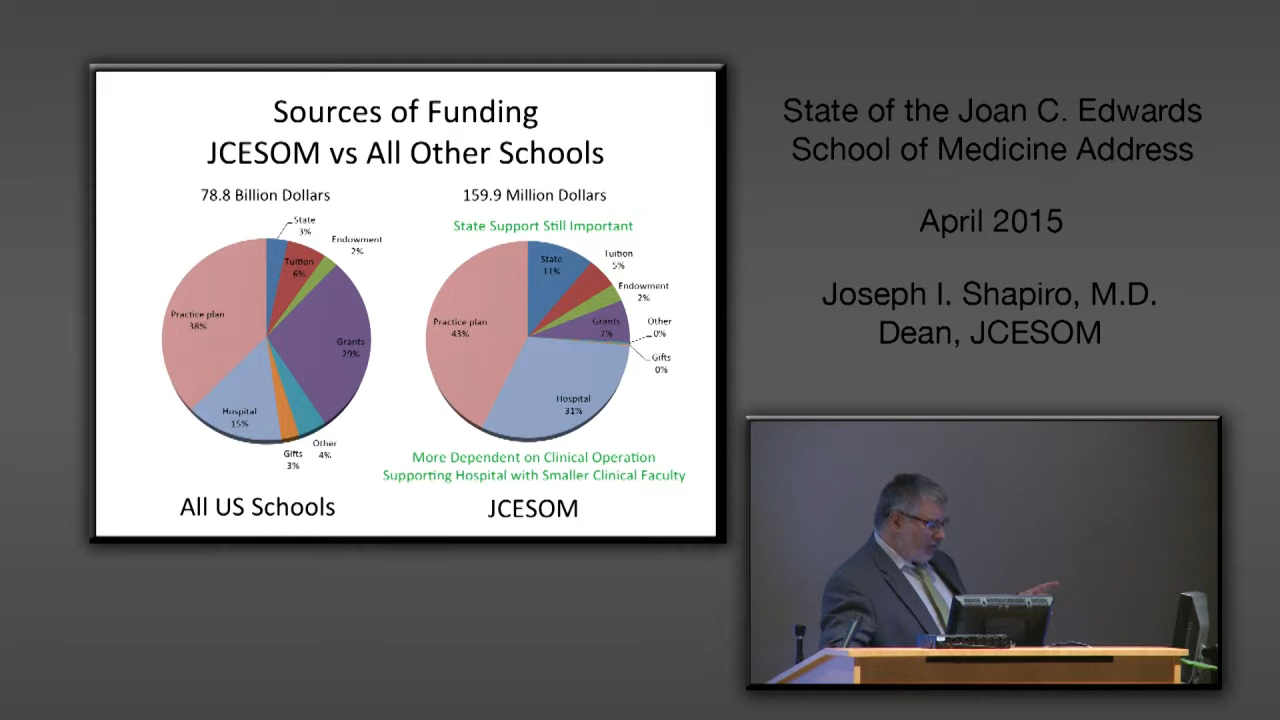 Sources of Funding
JCESOM vs All Other Schools
78.8 Billion Dollars
State
3%
Endowment
2%
Tuition
6%
Practice plan
38%
Grants
29%
Hospital
15%
Gifts
3%
Other
4%
All US Schools
159.9 Million Dollars
State Support Still Important
State
11%
Tuition
5%
Endowment
2%
Grants
7%
Other
0%
Gifts
0%
Practice plan
43%
Hospital
31%
More Dependent on Clinical Operation
Supporting Hospital with Smaller Clinical Faculty
JCESOM
State of the Joan C. Edwards
School of Medicine Address
April 2015
Joseph I. Shapiro, M.D.
Dean, JCESOM